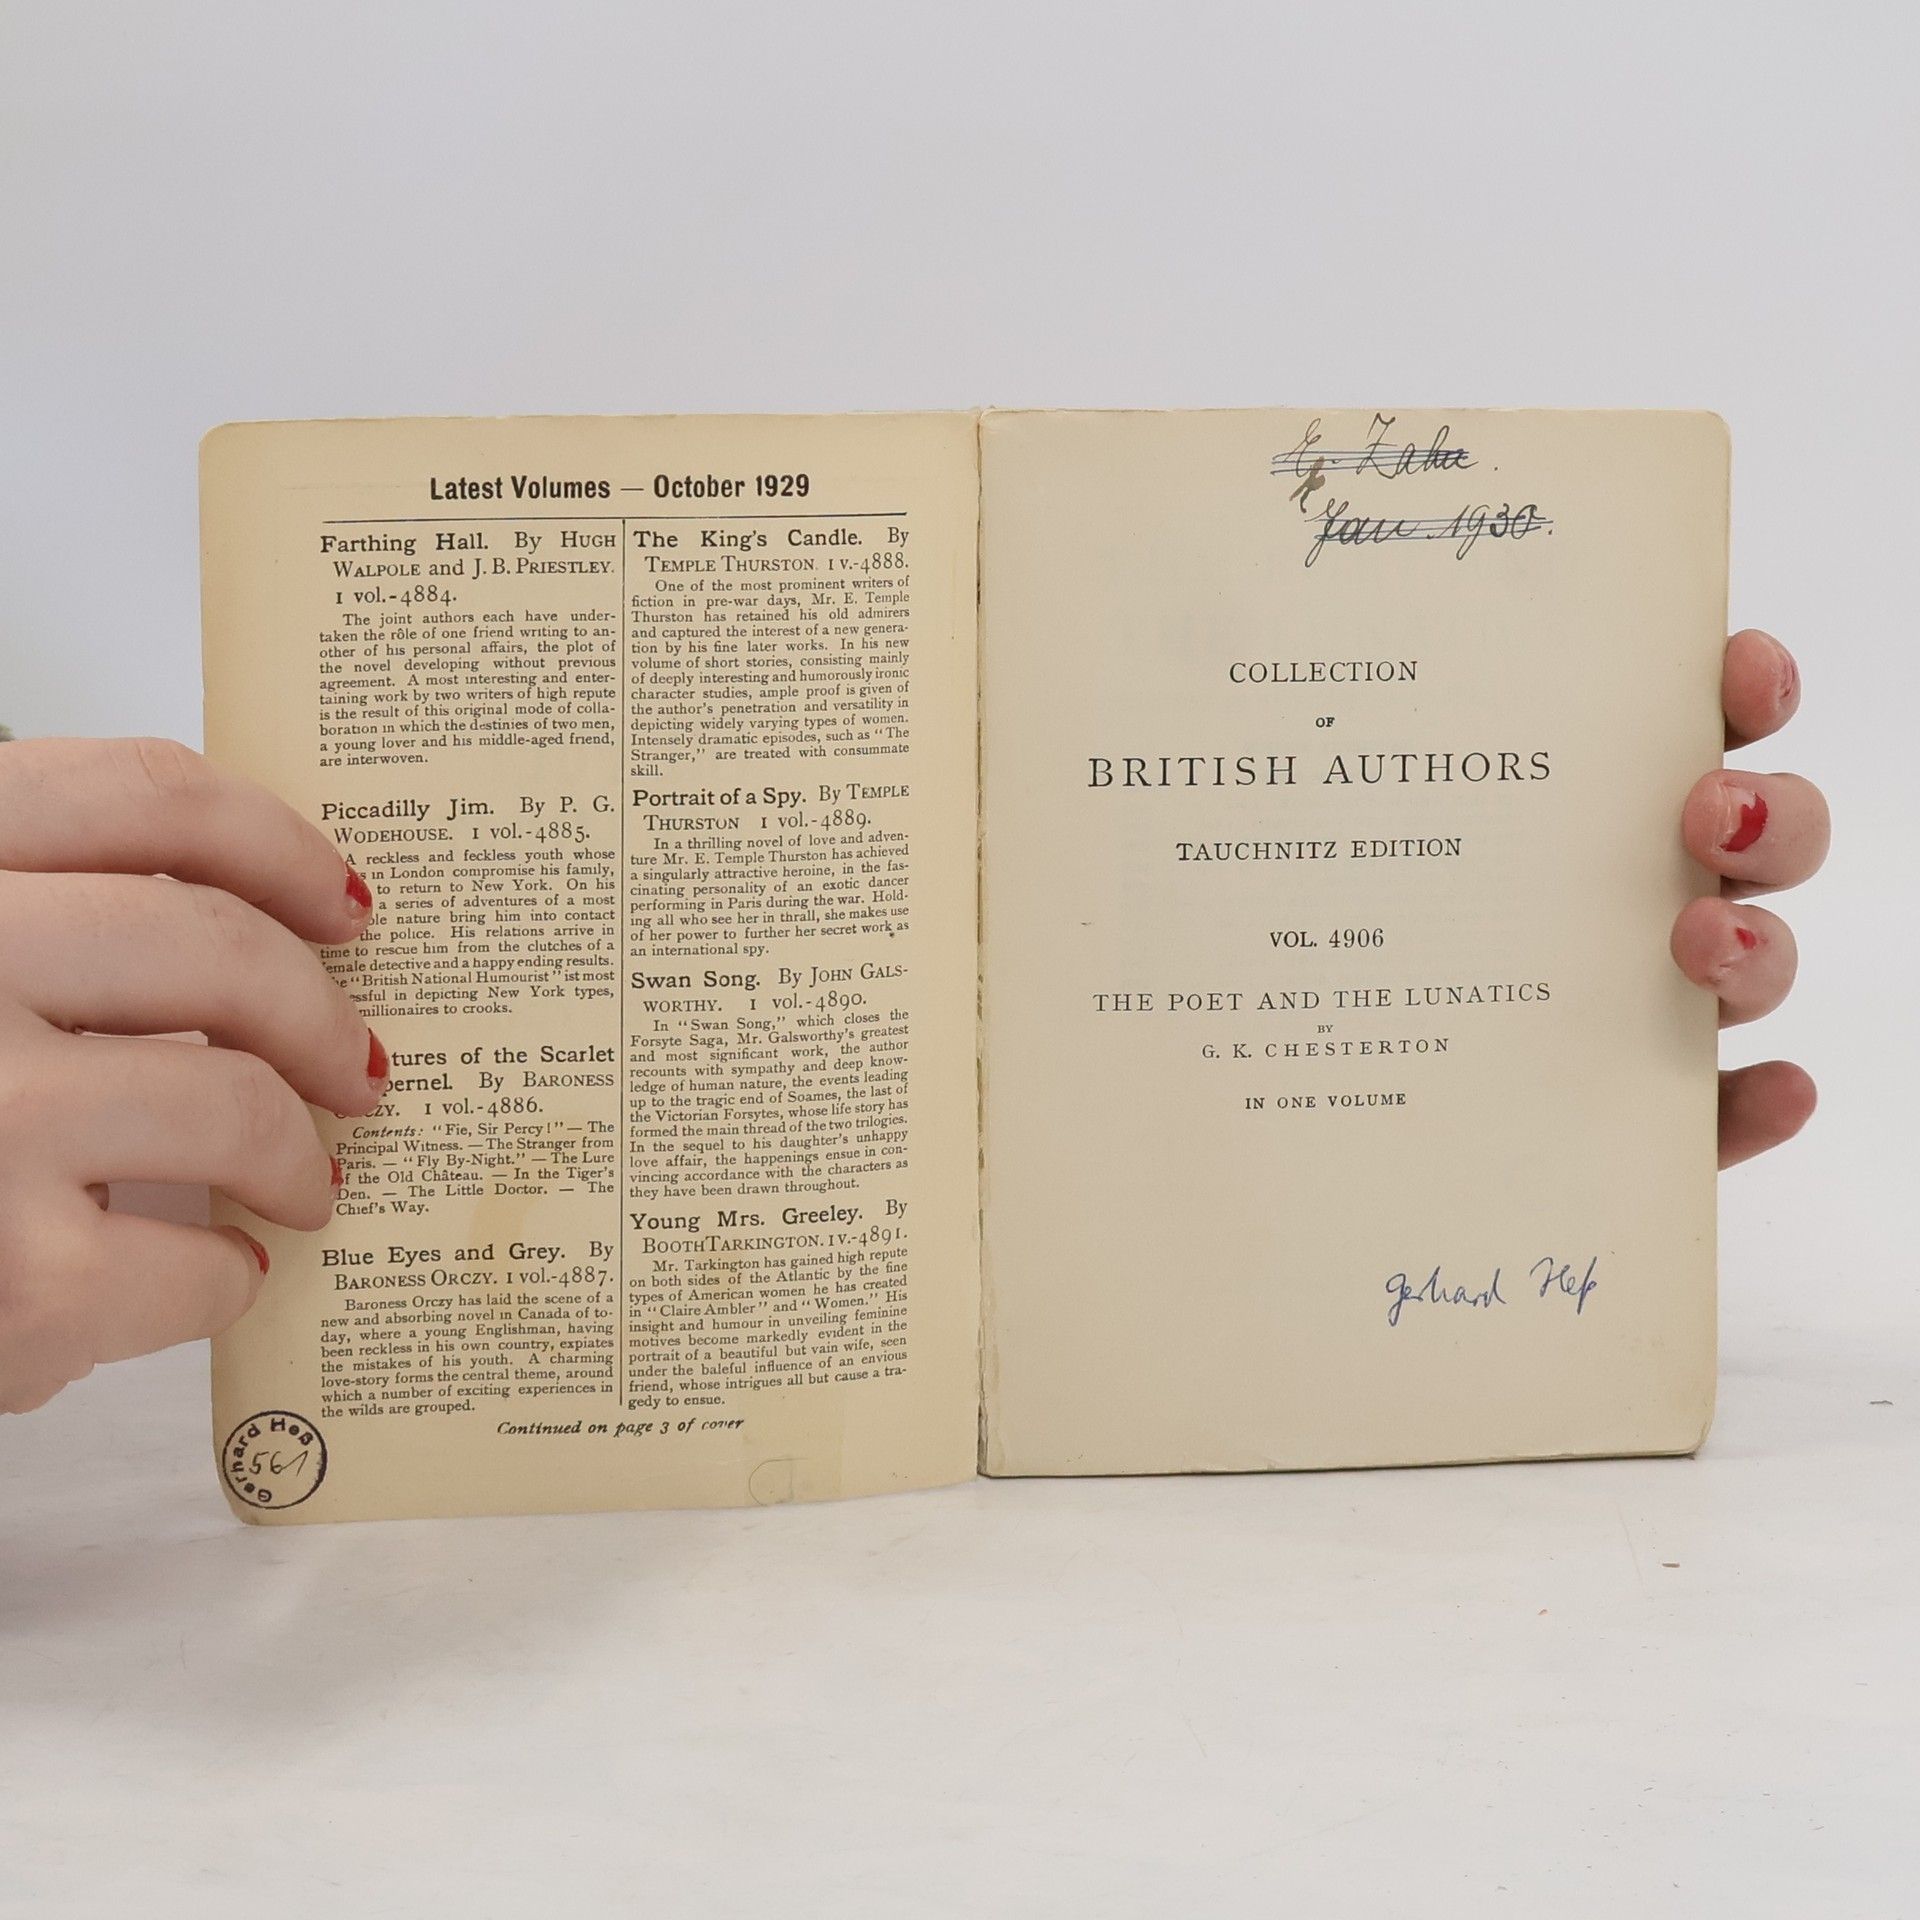 Latest Volumes — October 1929
Farthing Hall. By HUGH
WALPOLE and J. B. PRIESTLEY.
1 vol.-4884.
The joint authors each have under-
taken the rôle of one friend writing to an-
other of his personal affairs, the plot of
the novel developing without previous
agreement. A most interesting and enter-
taining work by two writers of high repute
is the result of this original mode of colla-
boration in which the destinies of two men,
a young lover and his middle-aged friend,
are interwoven.
Piccadilly Jim. By P. G.
WODEHOUSE. 1 vol.-4885.
A reckless and feckless youth whose
in London compromise his family,
to return to New York. On his
a series of adventures of a most
nature bring him into contact
the police. His relations arrive in
time to rescue him from the clutches of a
female detective and a happy ending results.
"British National Humourist" ist most
in depicting New York types,
millionaires to crooks.
of the Scarlet
By BARONESS
1 vol.-4886.
Contents: "Fie, Sir Percy!" — The
Principal Witness. — The Stranger from
Paris. — "Fly By-Night." — The Lure
of the Old Château. — In the Tiger's
Den. — The Little Doctor. — The
Chief's Way.
Blue Eyes and Grey. By
BARONESS ORCZY. 1 vol.-4887.
Baroness Orczy has laid the scene of a
new and absorbing novel in Canada of to-
day, where a young Englishman, having
been reckless in his own country, expiates
the mistakes of his youth. A charming
love-story forms the central theme, around
which a number of exciting experiences in
the wilds are grouped.
The King's Candle. By
TEMPLE THURSTON. 1 v.-4888.
One of the most prominent writers of
fiction in pre-war days, Mr. E. Temple
Thurston has retained his old admirers
and captured the interest of a new genera-
tion by his fine later works. In his new
volume of short stories, consisting mainly
of deeply interesting and humorously ironic
character studies, ample proof is given of
the author's penetration and versatility in
depicting widely varying types of women.
Intensely dramatic episodes, such as "The
Stranger," are treated with consummate
skill.
Portrait of a Spy. By TEMPLE
THURSTON 1 vol.-4889.
In a thrilling novel of love and adven-
ture Mr. E. Temple Thurston has achieved
a singularly attractive heroine, in the fas-
cinating personality of an exotic dancer
performing in Paris during the war. Hold-
ing all who see her in thrall, she makes use
of her power to further her secret work as
an international spy.
Swan Song. By JOHN GALS-
WORTHY. 1 vol.-4890.
In "Swan Song," which closes the
Forsyte Saga, Mr. Galsworthy's greatest
and most significant work, the author
recounts with sympathy and deep know-
ledge of human nature, the events leading
up to the tragic end of Soames, the last of
the Victorian Forsytes, whose life story has
formed the main thread of the two trilogies.
In the sequel to his daughter's unhappy
love affair, the happenings ensue in con-
vincing accordance with the characters as
they have been drawn throughout.
Young Mrs. Greeley. By
BOOTH TARKINGTON. 1 v.-4891.
Mr. Tarkington has gained high repute
on both sides of the Atlantic by the fine
types of American women he has created
in "Claire Ambler" and "Women." His
insight and humour in unveiling feminine
motives become markedly evident in the
portrait of a beautiful but vain wife, seen
under the baleful influence of an envious
friend, whose intrigues all but cause a tra-
gedy to ensue.
Continued on page 3 of cover
Gerhard Heß
561
E. Zahn.
Jan. 1930.
COLLECTION
OF
BRITISH AUTHORS
TAUCHNITZ EDITION
VOL. 4906
THE POET AND THE LUNATICS
BY
G. K. CHESTERTON
IN ONE VOLUME
Gerhard Heß